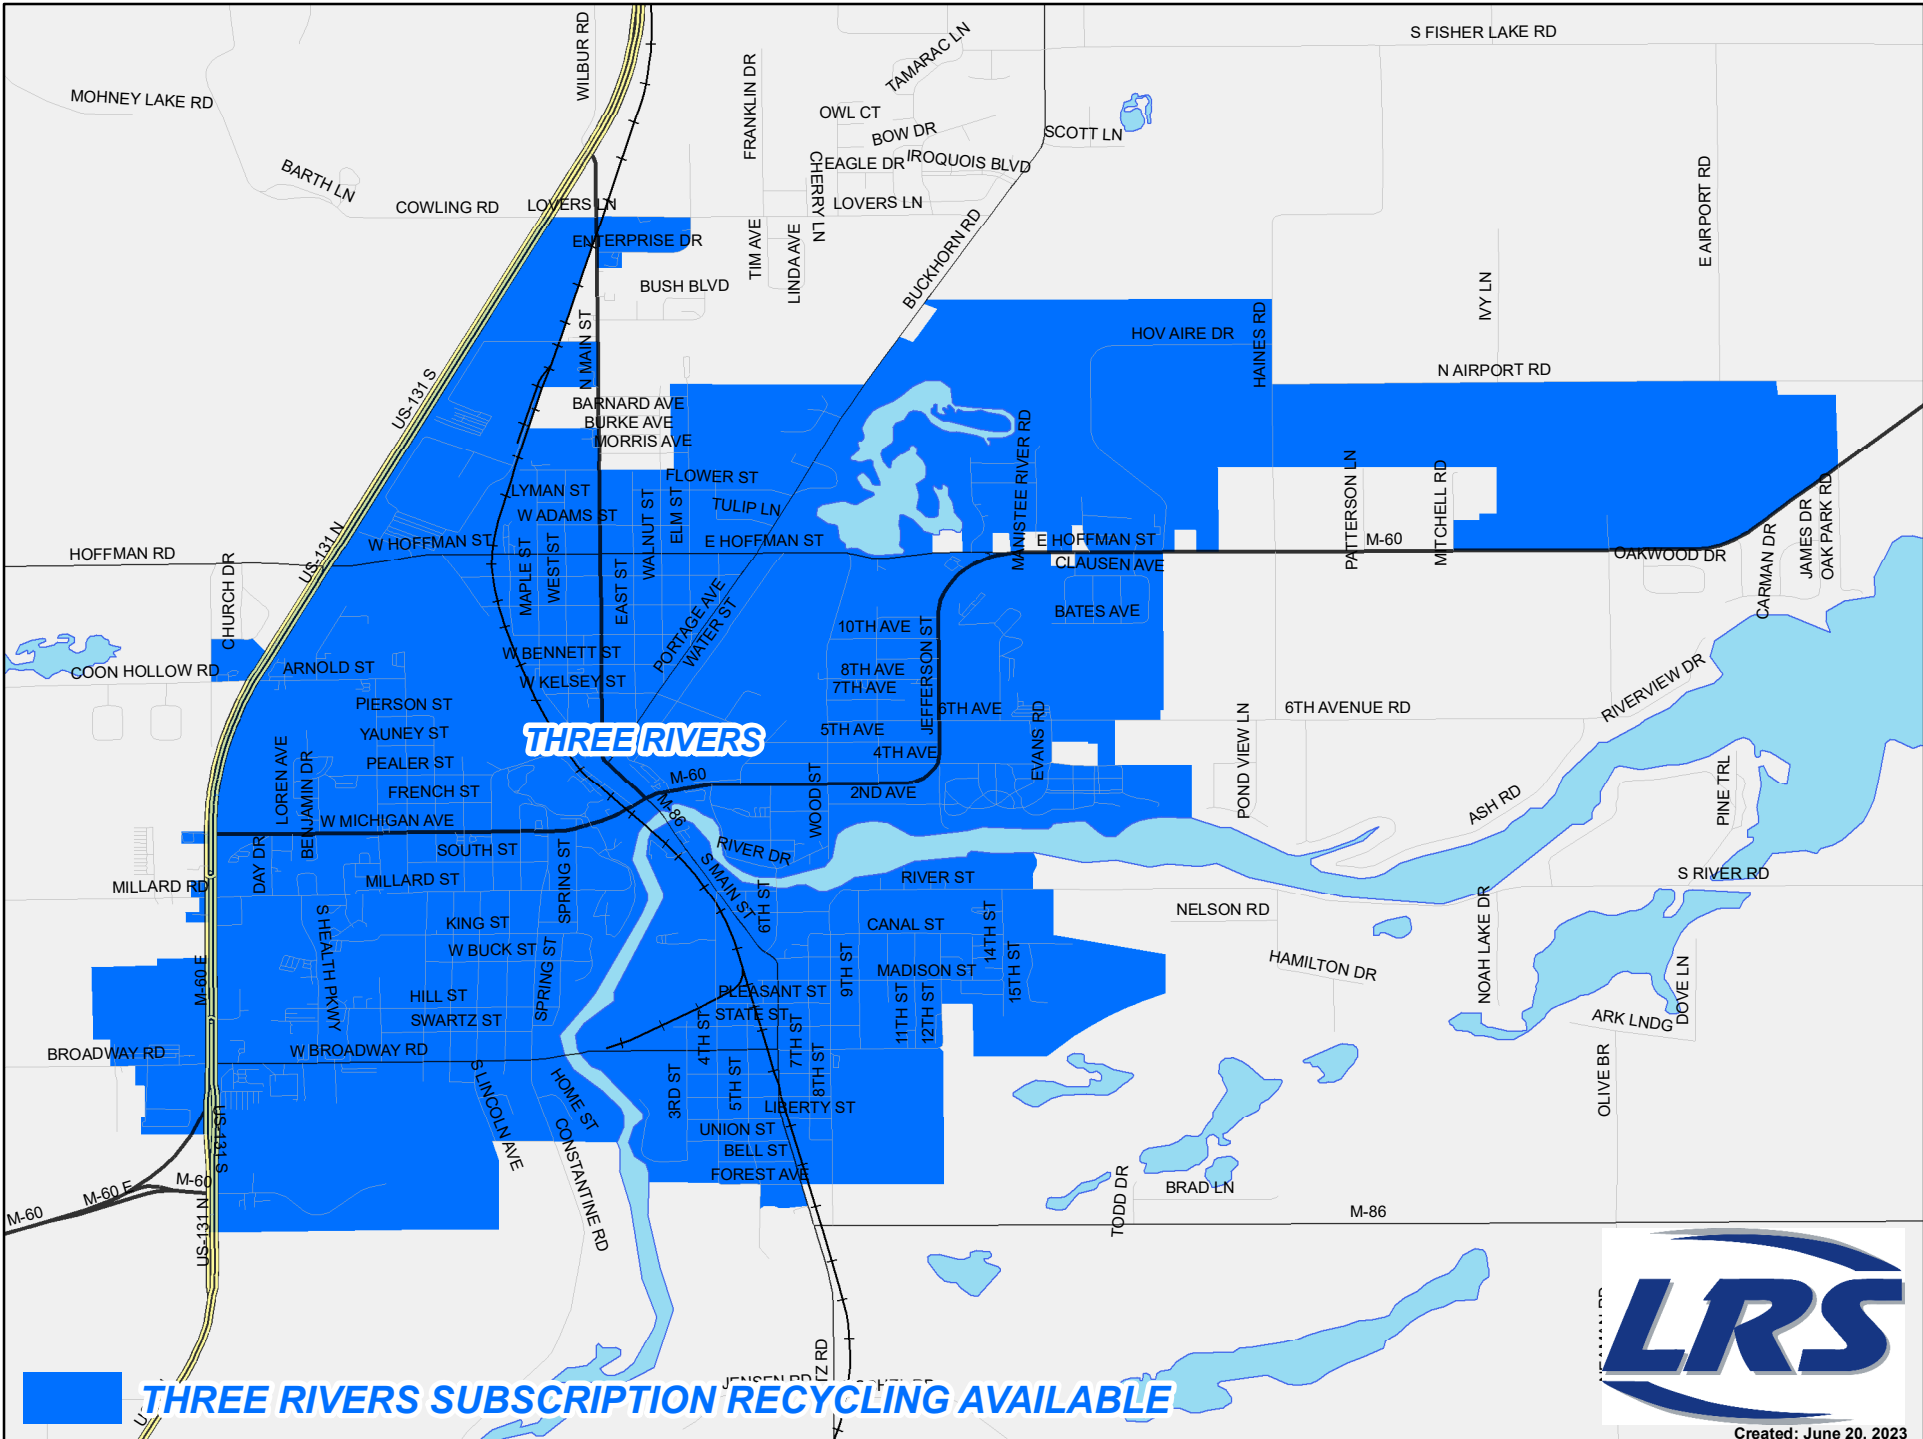 S FISHER LAKE RD
WILBUR RD
TAMARAC LN
MOHNEY LAKE RD
FRANKLIN DR
OWL CT
BOW DR
SCOTT LN
EAGLE DR
IROQUOIS BLVD
CHERRY LN
BARTH LN
E AIRPORT RD
COWLING RD
LOVERS LN
LOVERS LN
ENTERPRISE DR
TIM AVE
LINDA AVE
BUCKHORN RD
BUSH BLVD
IVY LN
N MAIN ST
HOV AIRE DR
HAINES RD
N AIRPORT RD
US-131 S
BARNARD AVE
BURKE AVE
MORRIS AVE
MANISTEE RIVER RD
FLOWER ST
LYMAN ST
WALNUT ST
ELM ST
TULIP LN
W ADAMS ST
PATTERSON LN
MITCHELL RD
JAMES DR
OAK PARK RD
US-131 N
W HOFFMAN ST
E HOFFMAN ST
E HOFFMAN ST
M-60
HOFFMAN RD
CLAUSEN AVE
OAKWOOD DR
CARMAN DR
CHURCH DR
MAPLE ST
WEST ST
EAST ST
PORTAGE AVE
WATER ST
BATES AVE
10TH AVE
JEFFERSON ST
COON HOLLOW RD
ARNOLD ST
W BENNETT ST
8TH AVE
W KELSEY ST
7TH AVE
RIVERVIEW DR
PIERSON ST
6TH AVE
6TH AVENUE RD
EVANS RD
POND VIEW LN
YAUNEY ST
5TH AVE
THREE RIVERS
4TH AVE
LOREN AVE
BENJAMIN DR
PEALER ST
M-60
WOOD ST
PINE TRL
FRENCH ST
2ND AVE
ASH RD
M-86
W MICHIGAN AVE
DAY DR
SOUTH ST
RIVER DR
MILLARD RD
MILLARD ST
SPRING ST
S MAIN ST
6TH ST
RIVER ST
S RIVER RD
S HEALTH PKWY
KING ST
CANAL ST
14TH ST
NELSON RD
NOAH LAKE DR
W BUCK ST
9TH ST
15TH ST
HAMILTON DR
DOVE LN
M-60 E
SPRING ST
MADISON ST
HILL ST
PLEASANT ST
11TH ST
12TH ST
SWARTZ ST
STATE ST
ARK LNDG
BROADWAY RD
W BROADWAY RD
4TH ST
7TH ST
S LINCOLN AVE
HOME ST
3RD ST
5TH ST
8TH ST
OLIVE BR
LIBERTY ST
US-131 S
CONSTANTINE RD
UNION ST
BELL ST
FOREST AVE
M-60 E
M-60
BRAD LN
TODD DR
M-60
US-131 N
M-86
LRS
TZ RD
JENSEN RD
THREE RIVERS SUBSCRIPTION RECYCLING AVAILABLE
Created: June 20, 2023